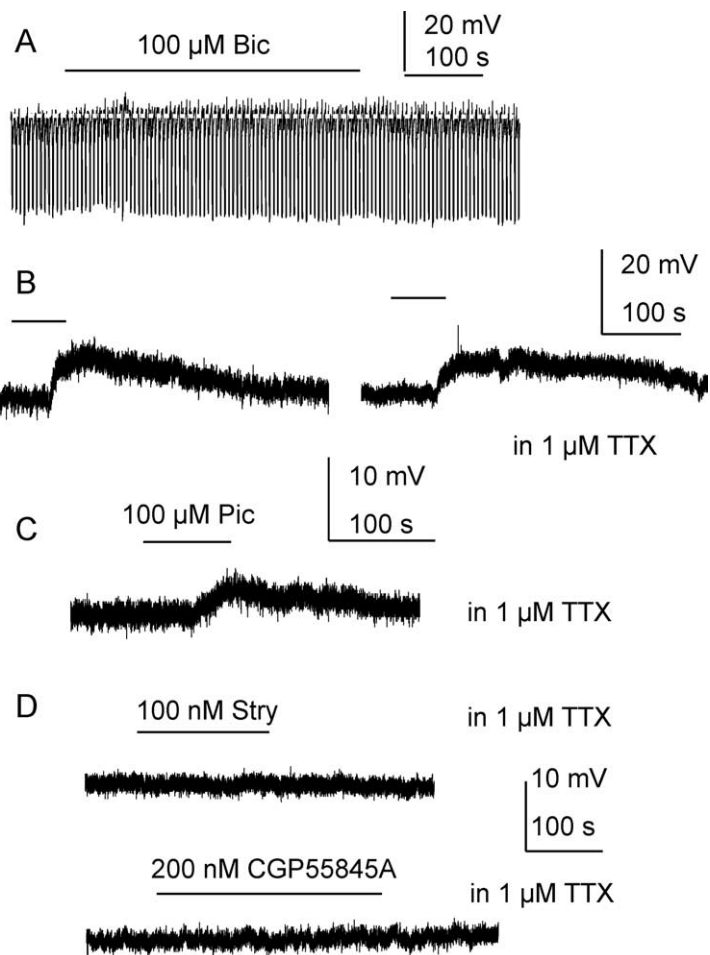 A
100 µM Bic
20 mV
100 s
B
20 mV
100 s
in 1 µM TTX
C
100 µM Pic
10 mV
100 s
in 1 µM TTX
D
100 nM Stry
in 1 µM TTX
10 mV
100 s
200 nM CGP55845A
in 1 µM TTX